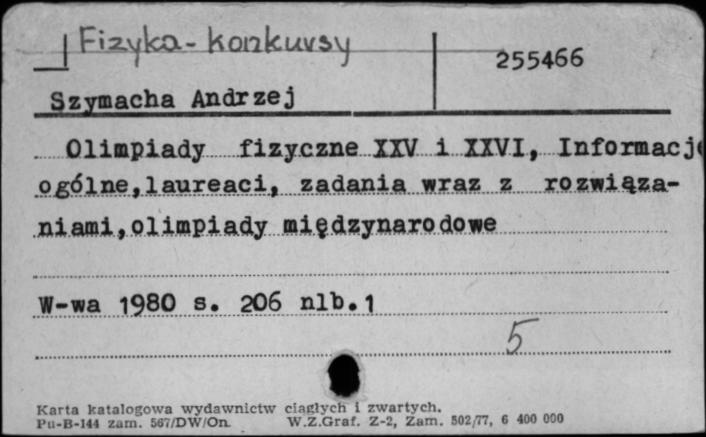 Fizyka - konkursy
255466
Szymacha Andrzej
Olimpiady fizyczne XXV i XXVI, Informacje
ogólne,laureaci, zadania wraz z rozwiąza-
niami,olimpiady międzynarodowe
W-wa 1980 s. 206 nlb.1
5
Karta katalogowa wydawnictw ciągłych i zwartych.
Pu-B-144 zam. 567/DW/On. W.Z.Graf. Z-2, Zam. 502/77, 6 400 000